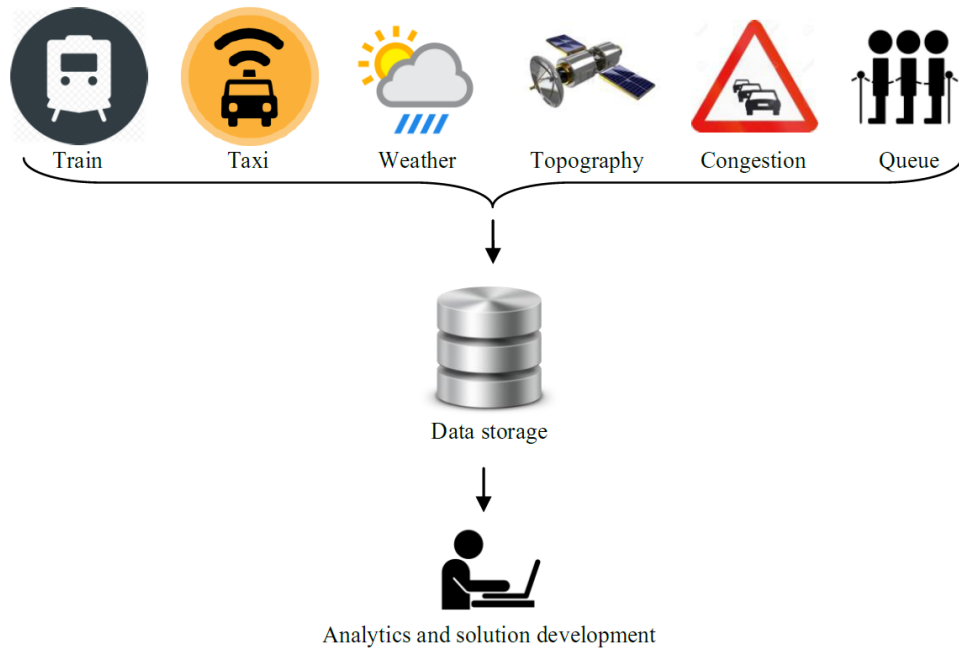 Train
Taxi
Weather
Topography
Congestion
Queue
Data storage
Analytics and solution development